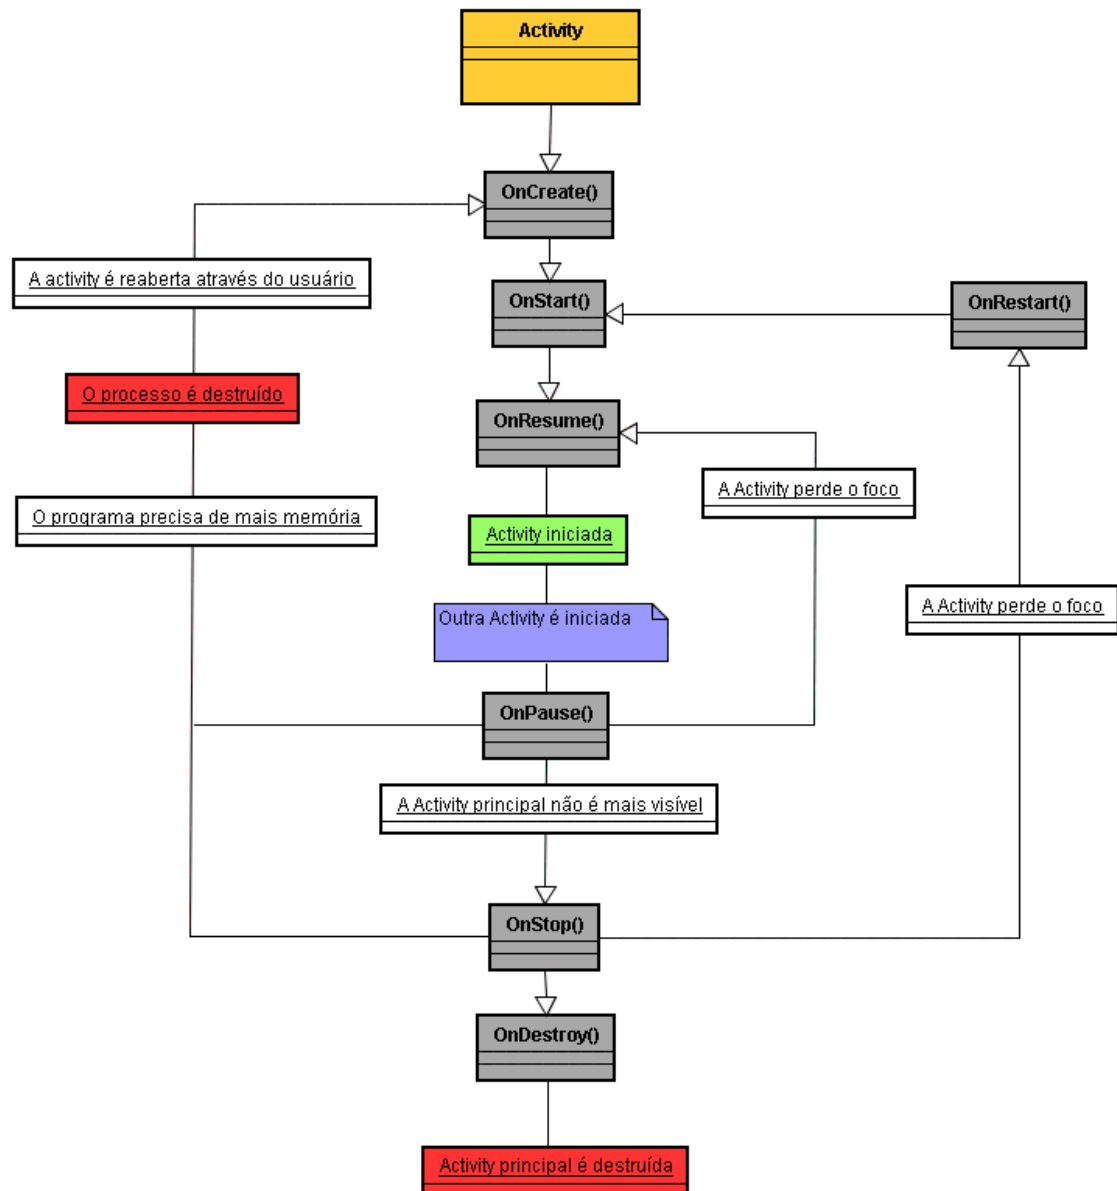 Activity
OnCreate()
A activity é reaberta através do usuário
OnStart()
OnRestart()
O processo é destruído
OnResume()
A Activity perde o foco
O programa precisa de mais memória
Activity iniciada
A Activity perde o foco
Outra Activity é iniciada
OnPause()
A Activity principal não é mais visível
OnStop()
OnDestroy()
Activity principal é destruída